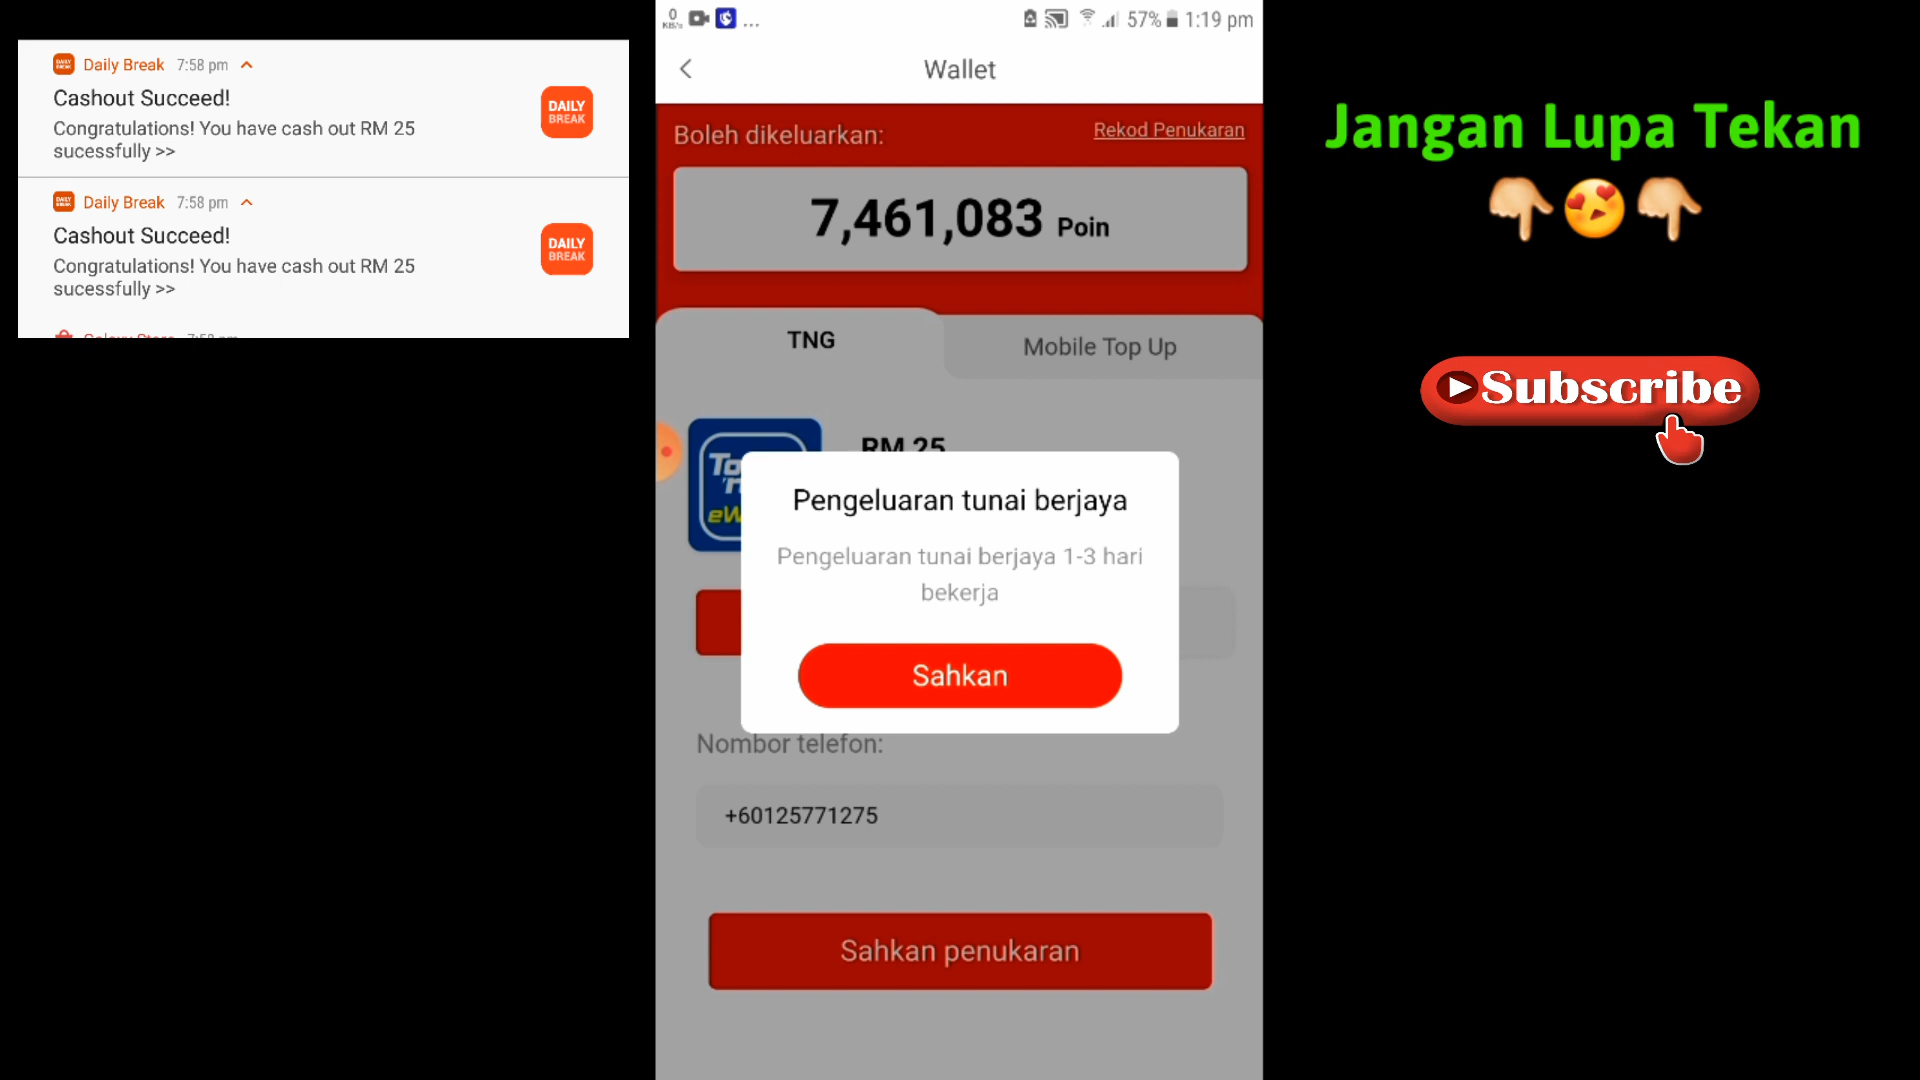 Daily Break 7:58 pm
Cashout Succeed!
Congratulations! You have cash out RM 25
sucessfully >>
DAILY
BREAK
Daily Break 7:58 pm
Cashout Succeed!
Congratulations! You have cash out RM 25
sucessfully >>
DAILY
BREAK
0
KB/s
... 57% 1:19 pm
Wallet
Boleh dikeluarkan:
Rekod Penukaran
7,461,083 Poin
TNG
Mobile Top Up
RM 25
Pengeluaran tunai berjaya
Pengeluaran tunai berjaya 1-3 hari
bekerja
Sahkan
Nombor telefon:
+60125771275
Sahkan penukaran
Jangan Lupa Tekan
Subscribe